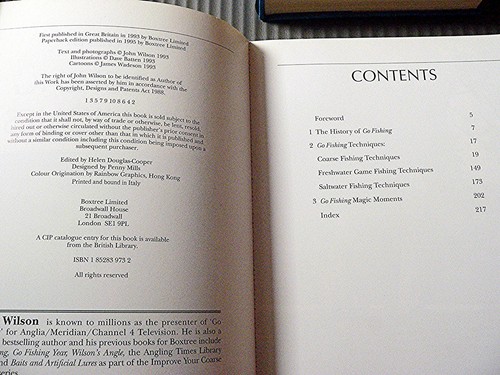 First published in Great Britain in 1993 by Boxtree Limited
Paperback edition published in 1995 by Boxtree Limited
Text and photographs © John Wilson 1993
Illustrations © Dave Batten 1993
Cartoons © James Wadeson 1993
The right of John Wilson to be identified as Author of
this Work has been asserted by him in accordance with the
Copyright, Designs and Patents Act 1988.
1 3 5 7 9 10 8 6 4 2
Except in the United States of America this book is sold subject to the
condition that it shall not, by way of trade or otherwise, be lent, resold
hired out or otherwise circulated without the publisher's prior consent in
any form of binding or cover other than that in which it is published and
without a similar condition including this condition being imposed upon a
subsequent purchaser.
Edited by Helen Douglas-Cooper
Designed by Penny Mills
Colour Origination by Rainbow Graphics, Hong Kong
Printed and bound in Italy
Boxtree Limited
Broadwall House
21 Broadwall
London SE1 9PL
A CIP catalogue entry for this book is available
from the British Library.
ISBN 1 85283 973 2
All rights reserved
Wilson is known to millions as the presenter of 'Go
for Anglia/Meridian/Channel 4 Television. He is also a
bestselling author and his previous books for Boxtree include
Go Fishing Year, Wilson's Angle, the Angling Times Library
Baits and Artificial Lures as part of the Improve Your Coarse
series.
CONTENTS
Foreword 5
1 The History of Go Fishing 7
2 Go Fishing Techniques: 17
Coarse Fishing Techniques 19
Freshwater Game Fishing Techniques 149
Saltwater Fishing Techniques 173
3 Go Fishing Magic Moments 202
Index 217